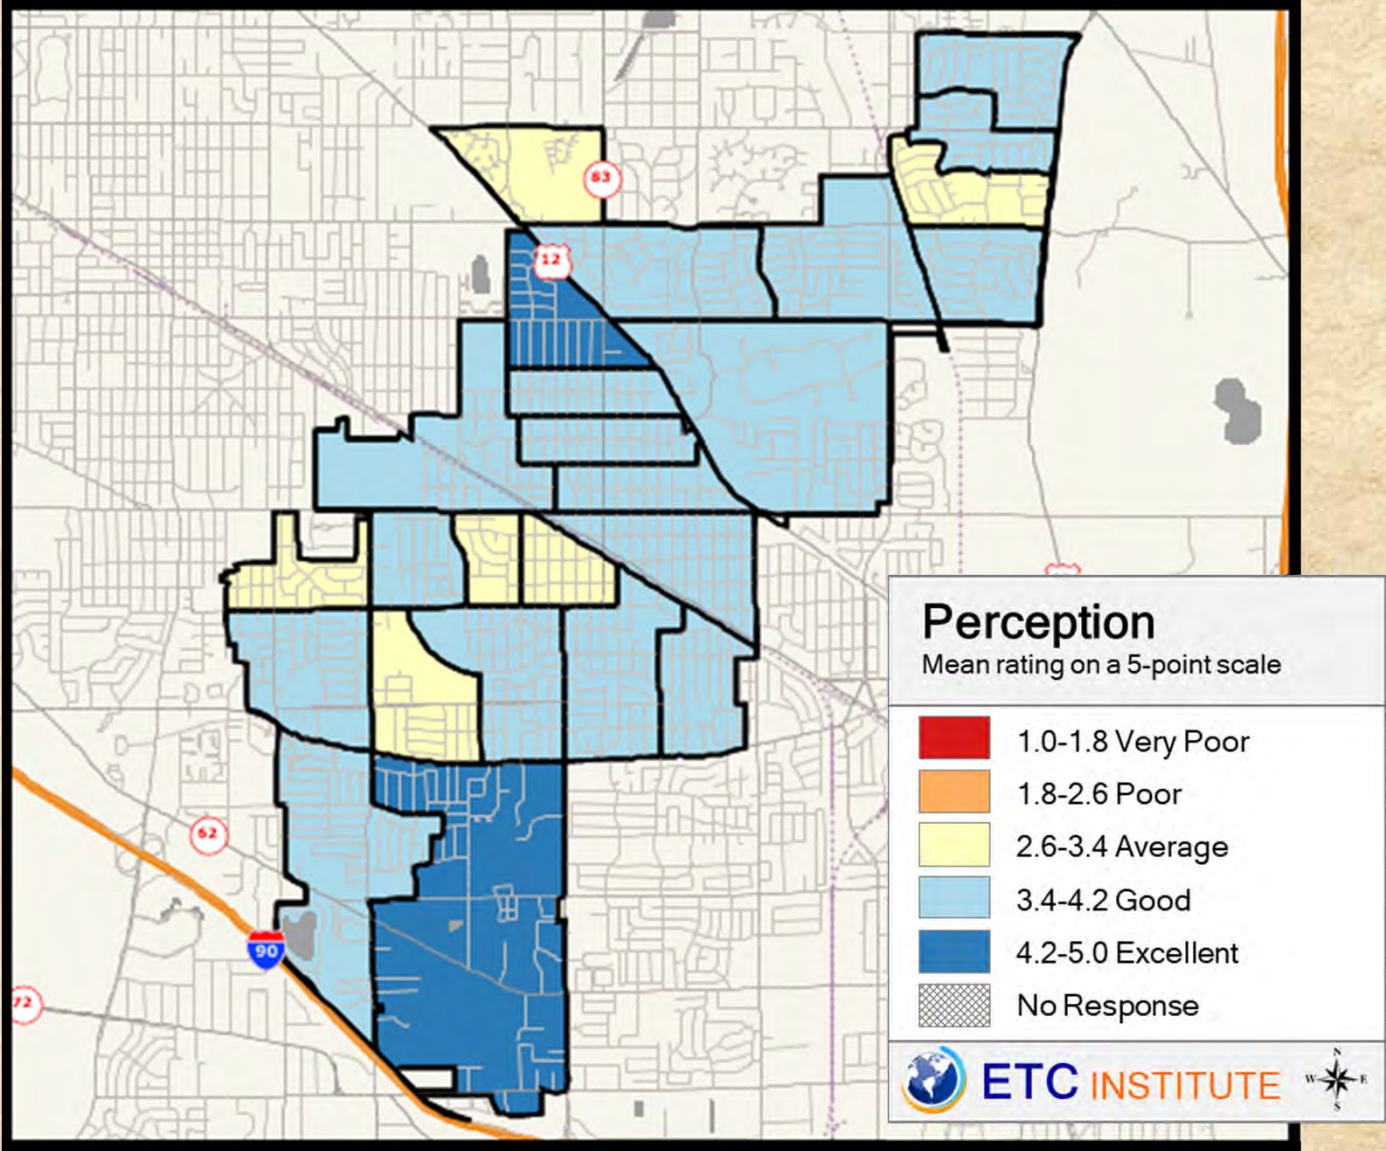 83
12
62
90
72
Perception
Mean rating on a 5-point scale
1.0-1.8 Very Poor
1.8-2.6 Poor
2.6-3.4 Average
3.4-4.2 Good
4.2-5.0 Excellent
No Response
ETC INSTITUTE
N
W E
S